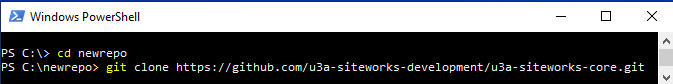 Windows PowerShell
PS C:\> cd newrepo
PS C:\newrepo> git clone https://github.com/u3a-siteworks-development/u3a-siteworks-core.git